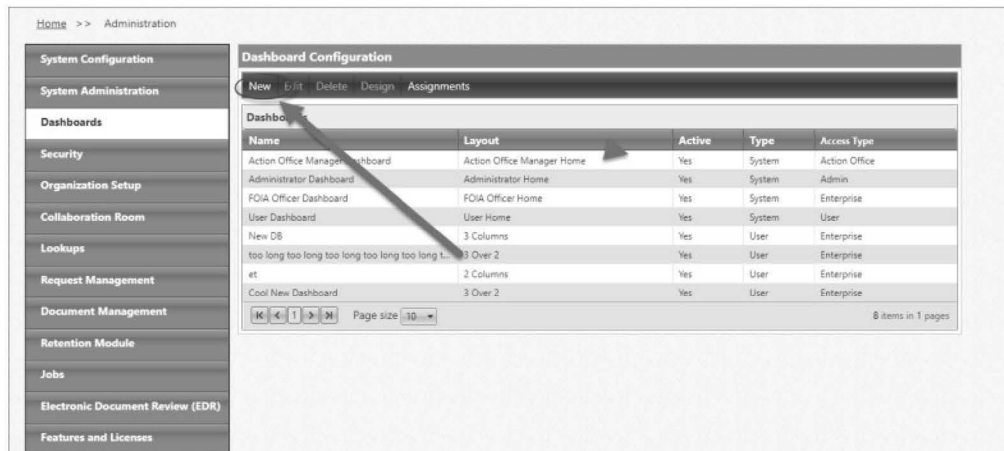 Home >> Administration
System Configuration
System Administration
Dashboards
Security
Organization Setup
Collaboration Room
Lookups
Request Management
Document Management
Retention Module
Jobs
Electronic Document Review (EDR)
Features and Licenses
Dashboard Configuration
New Edit Delete Design Assignments
Dashboards
Name Layout Active Type Access Type
Action Office Manager Dashboard Action Office Manager Home Yes System Action Office
Administrator Dashboard Administrator Home Yes System Admin
FOIA Officer Dashboard FOIA Officer Home Yes System Enterprise
User Dashboard User Home Yes System User
New DB 3 Columns Yes User Enterprise
too long too long too long too long too long t... 3 Over 2 Yes User Enterprise
et 2 Columns Yes User Enterprise
Cool New Dashboard 3 Over 2 Yes User Enterprise
1 Page size 10 8 items in 1 pages